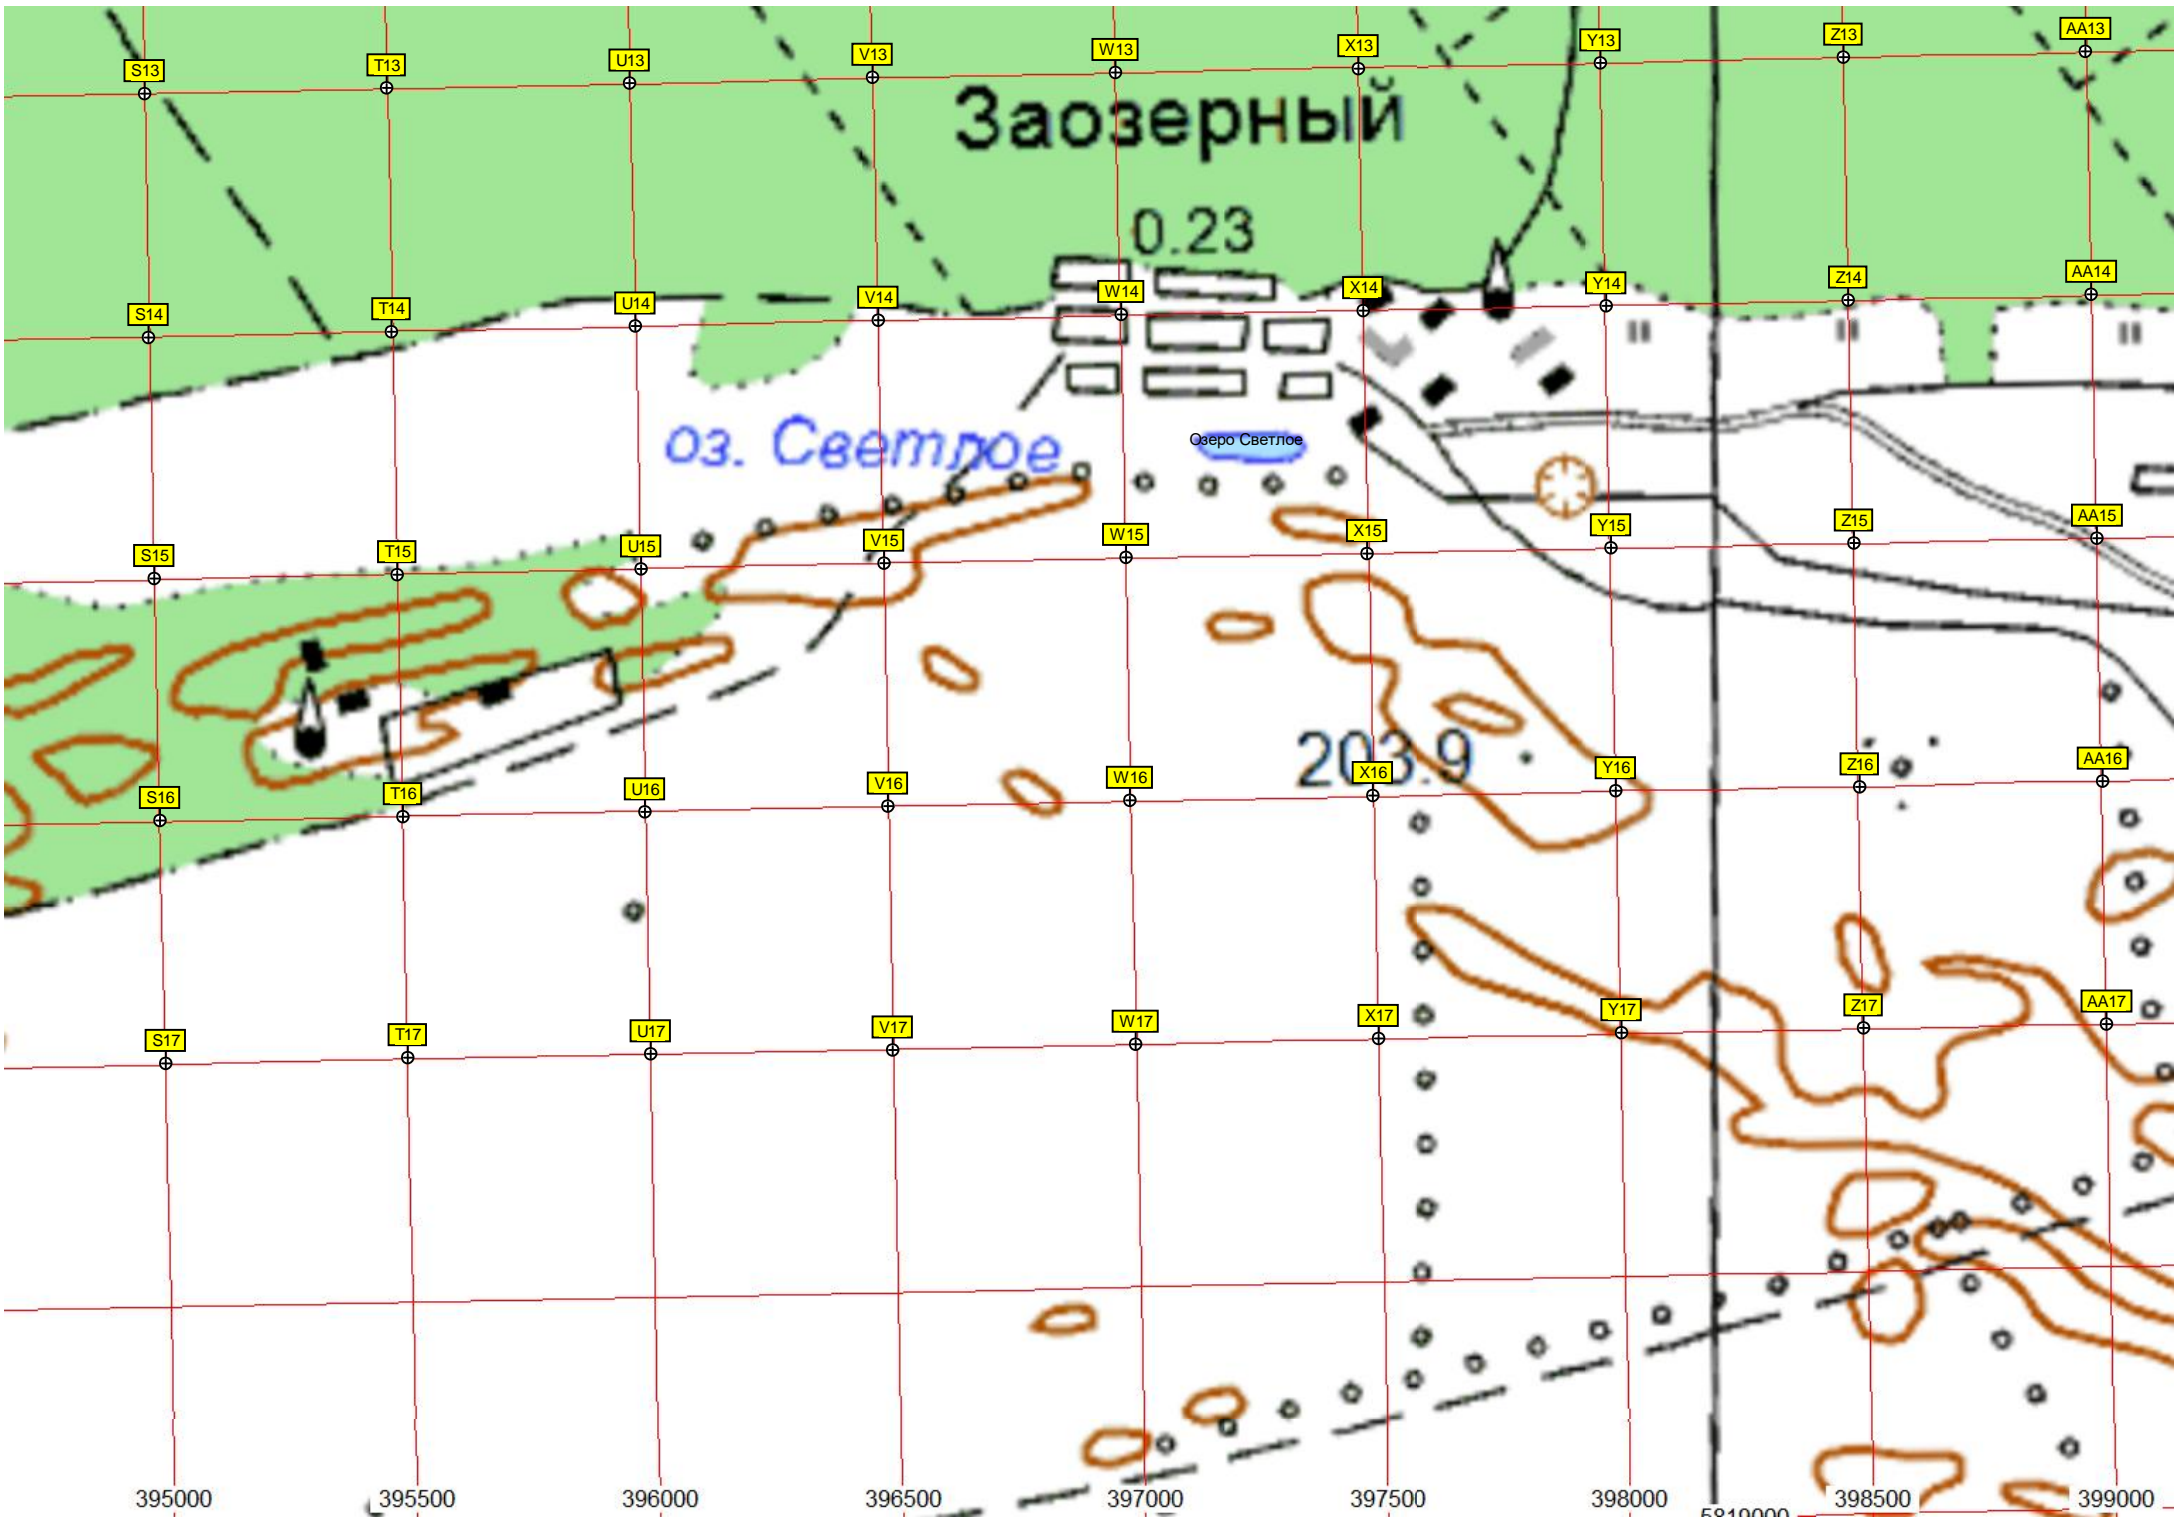 S13 T13 U13 V13 W13 X13 Y13 Z13 AA13
Заозерный
0.23
S14 T14 U14 V14 W14 X14 Y14 Z14 AA14
оз. Светлое
Озеро Светлое
S15 T15 U15 V15 W15 X15 Y15 Z15 AA15
203.9
S16 T16 U16 V16 W16 X16 Y16 Z16 AA16
S17 T17 U17 V17 W17 X17 Y17 Z17 AA17
395000 395500 396000 396500 397000 397500 398000 398500 399000
5819000